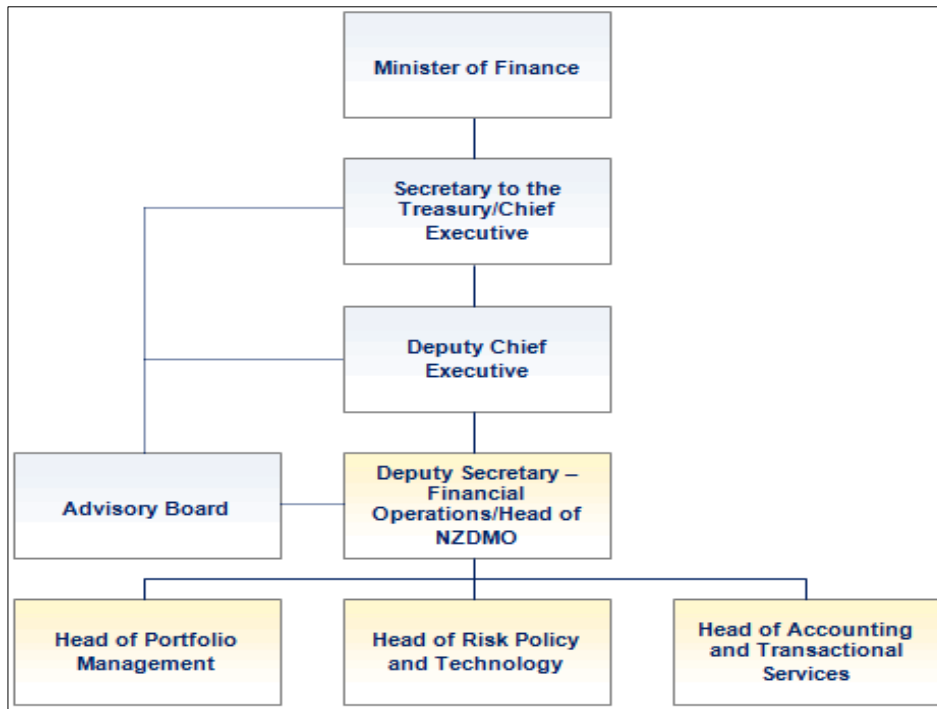 Minister of Finance
Secretary to the
Treasury/Chief
Executive
Deputy Chief
Executive
Advisory Board
Deputy Secretary –
Financial
Operations/Head of
NZDMO
Head of Portfolio
Management
Head of Risk Policy
and Technology
Head of Accounting
and Transactional
Services